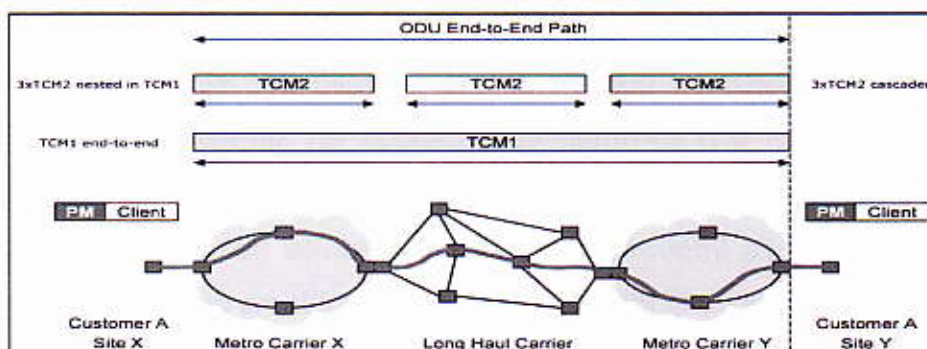 ODU End-to-End Path
3xTCM2 nested in TCM1
TCM2
TCM2
TCM2
3xTCM2 cascaded
TCM1 end-to-end
TCM1
PM Client
PM Client
Customer A
Site X
Metro Carrier X
Long Haul Carrier
Metro Carrier Y
Customer A
Site Y